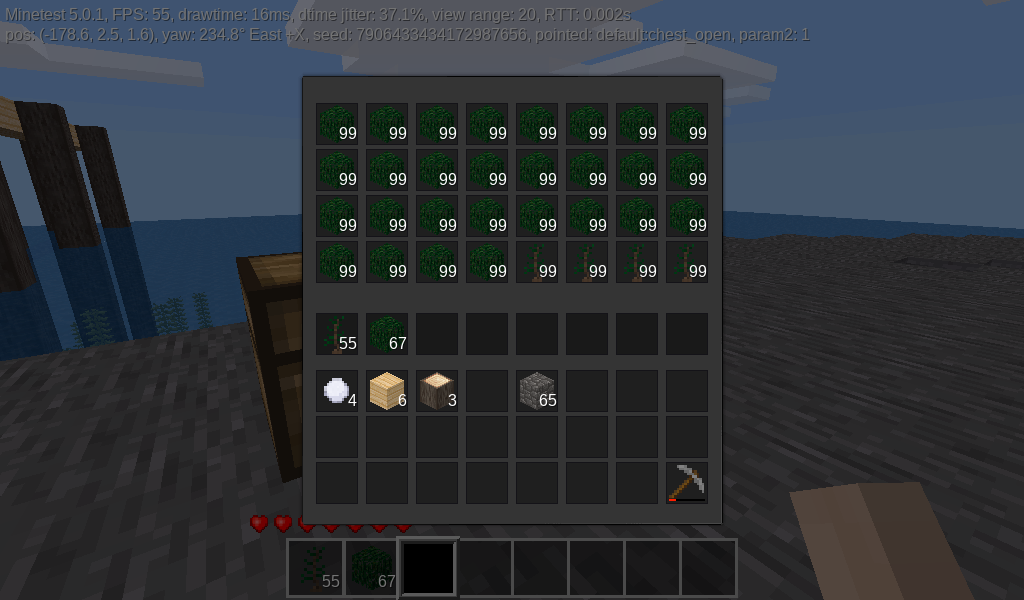 Minetest 5.0.1, FPS: 55, drawtime: 16ms, dtime jitter: 37.1%, view range: 20, RTT: 0.002s
pos: (-178.6, 2.5, 1.6), yaw: 234.8° East +X, seed: 7906433434172987656, pointed: default:chest_open, param2: 1
99 99 99 99 99 99 99 99
99 99 99 99 99 99 99 99
99 99 99 99 99 99 99 99
99 99 99 99 99 99 99 99
55 67
4 6 3 65
55 67